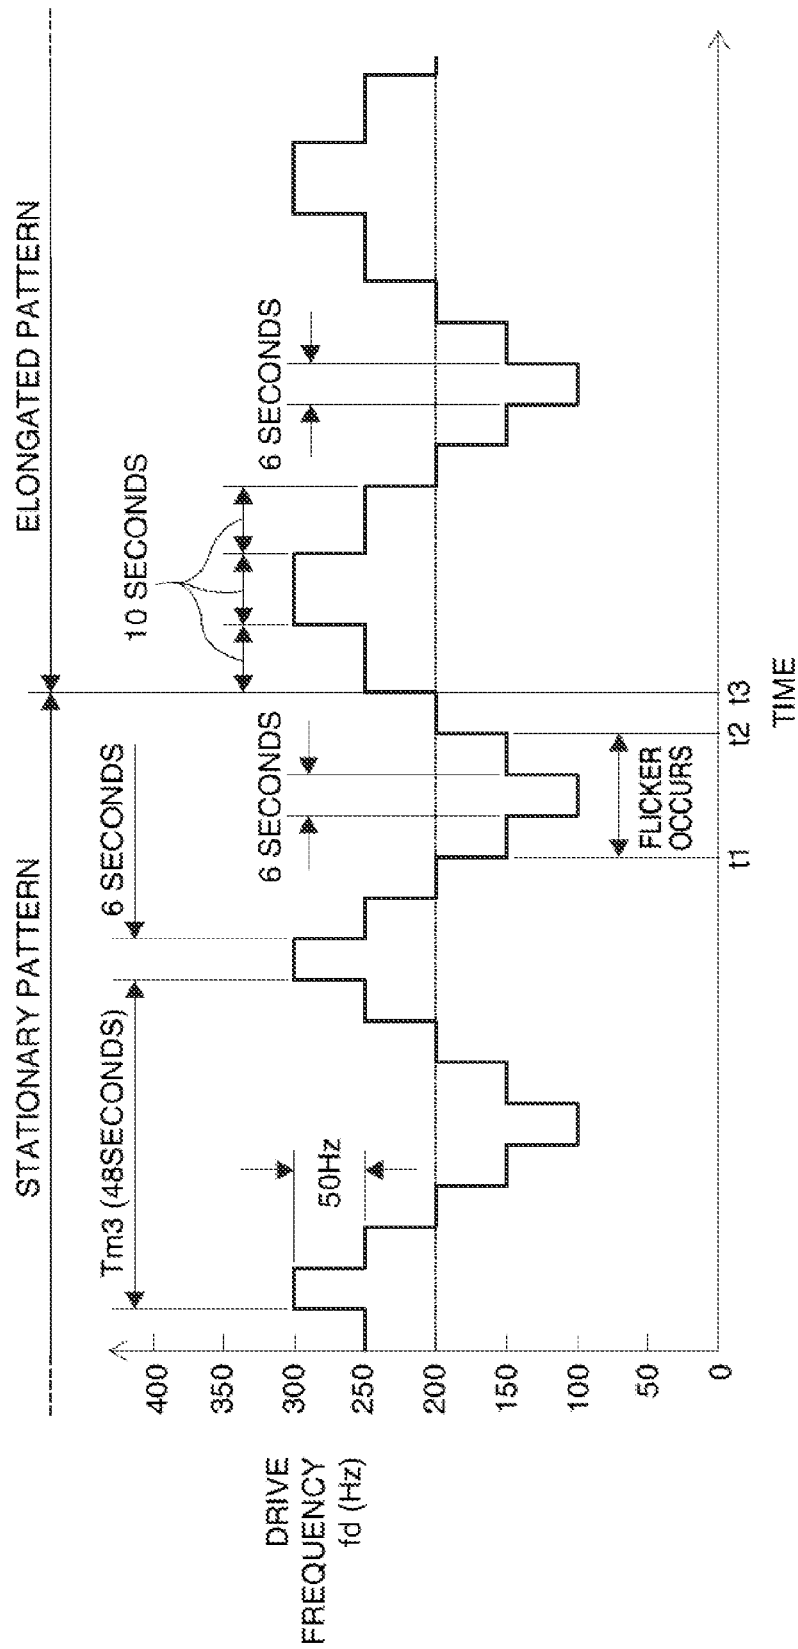 STATIONARY PATTERN
ELONGATED PATTERN
Tm3 (48SECONDS)
6 SECONDS
10 SECONDS
50Hz
6 SECONDS
6 SECONDS
DRIVE
FREQUENCY
fd (Hz)
400
350
300
250
200
150
100
50
0
FLICKER
OCCURS
t1
t2
t3
TIME